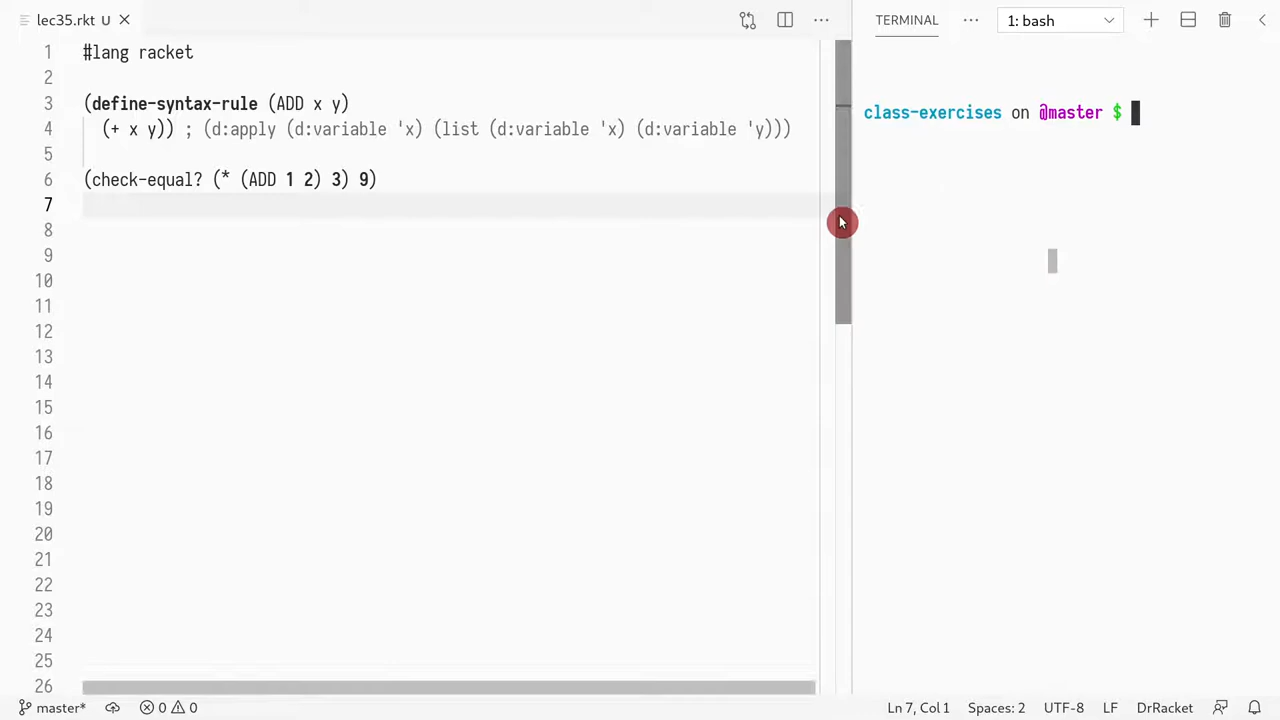 lec35.rkt U
TERMINAL
1: bash
1 #lang racket
2
3 (define-syntax-rule (ADD x y)
4 (+ x y)) ; (d:apply (d:variable 'x) (list (d:variable 'x) (d:variable 'y)))
5
6 (check-equal? (* (ADD 1 2) 3) 9)
7
8
9
10
11
12
13
14
15
16
17
18
19
20
21
22
23
24
25
26
class-exercises on @master $
master* 0 0 Ln 7, Col 1 Spaces: 2 UTF-8 LF DrRacket